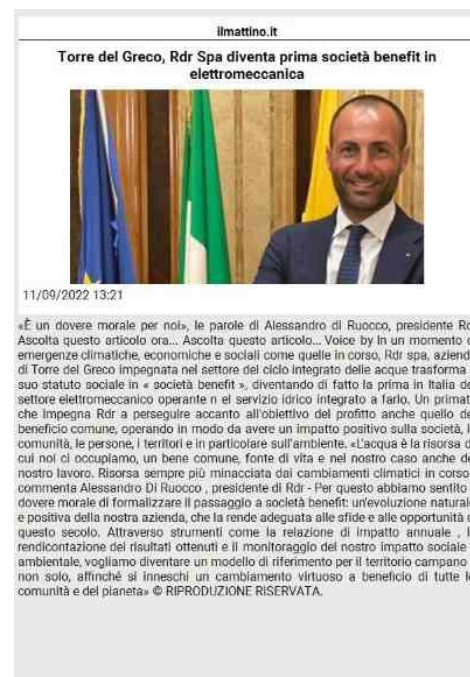 ilmattino.it
Torre del Greco, Rdr Spa diventa prima società benefit in
elettromeccanica
11/09/2022 13:21
«È un dovere morale per noi», le parole di Alessandro di Ruocco, presidente
Ascolta questo articolo ora... Ascolta questo articolo... Voice by In un momento
emergenze climatiche, economiche e sociali come quelle in corso, Rdr spa,
di Torre del Greco impegnata nel settore del ciclo integrato delle acque trasforma
suo statuto sociale in « società benefit », diventando di fatto la prima in Italia
settore elettromeccanico operante n el servizio idrico integrato a farlo. Un
che impegna Rdr a perseguire accanto all'obiettivo del profitto anche quello
beneficio comune, operando in modo da avere un impatto positivo sulla società,
comunità, le persone, i territori e in particolare sull'ambiente. «L'acqua è la risorsa
cui noi ci occupiamo, un bene comune, fonte di vita e nel nostro caso anche
nostro lavoro. Risorsa sempre più minacciata dai cambiamenti climatici in corso
commenta Alessandro Di Ruocco , presidente di Rdr - Per questo abbiamo sentito
dovere morale di formalizzare il passaggio a società benefit: un'evoluzione naturale
e positiva della nostra azienda, che la rende adeguata alle sfide e alle opportunità
questo secolo. Attraverso strumenti come la relazione di impatto annuale ,
rendicontazione dei risultati ottenuti e il monitoraggio del nostro impatto sociale
ambientale, vogliamo diventare un modello di riferimento per il territorio campano
non solo, affinché si inneschi un cambiamento virtuoso a beneficio di tutte
comunità e del pianeta» © RIPRODUZIONE RISERVATA.